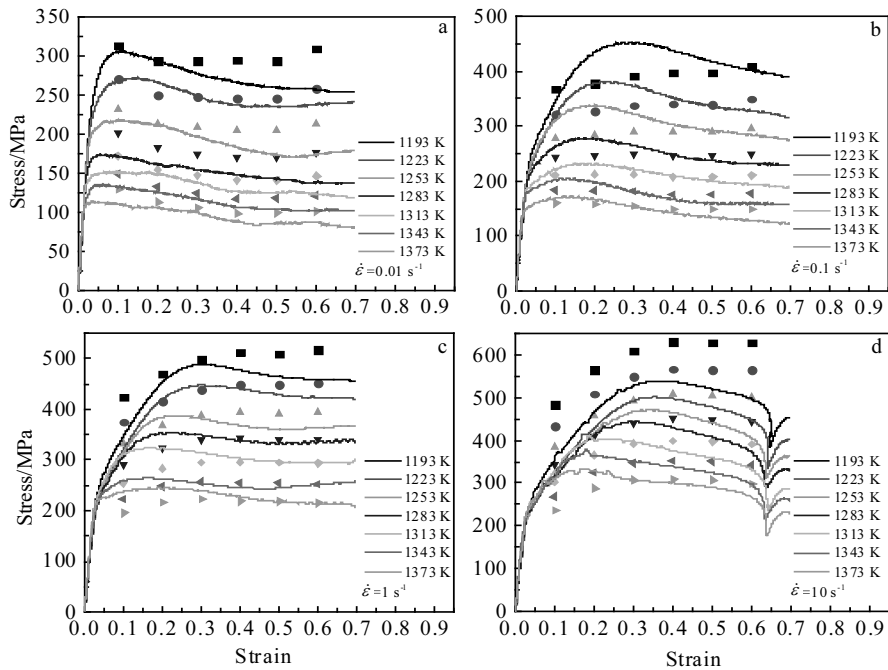 a
350
300
250
200
150
100
50
0
Stress/MPa
0.0 0.1 0.2 0.3 0.4 0.5 0.6 0.7 0.8 0.9
1193 K
1223 K
1253 K
1283 K
1313 K
1343 K
1373 K
ε̇=0.01 s⁻¹
b
500
400
300
200
100
0
0.0 0.1 0.2 0.3 0.4 0.5 0.6 0.7 0.8 0.9
1193 K
1223 K
1253 K
1283 K
1313 K
1343 K
1373 K
ε̇=0.1 s⁻¹
c
500
400
300
200
100
0
Stress/MPa
0.0 0.1 0.2 0.3 0.4 0.5 0.6 0.7 0.8 0.9
Strain
1193 K
1223 K
1253 K
1283 K
1313 K
1343 K
1373 K
ε̇=1 s⁻¹
d
600
500
400
300
200
100
0
0.0 0.1 0.2 0.3 0.4 0.5 0.6 0.7 0.8 0.9
Strain
1193 K
1223 K
1253 K
1283 K
1313 K
1343 K
1373 K
ε̇=10 s⁻¹